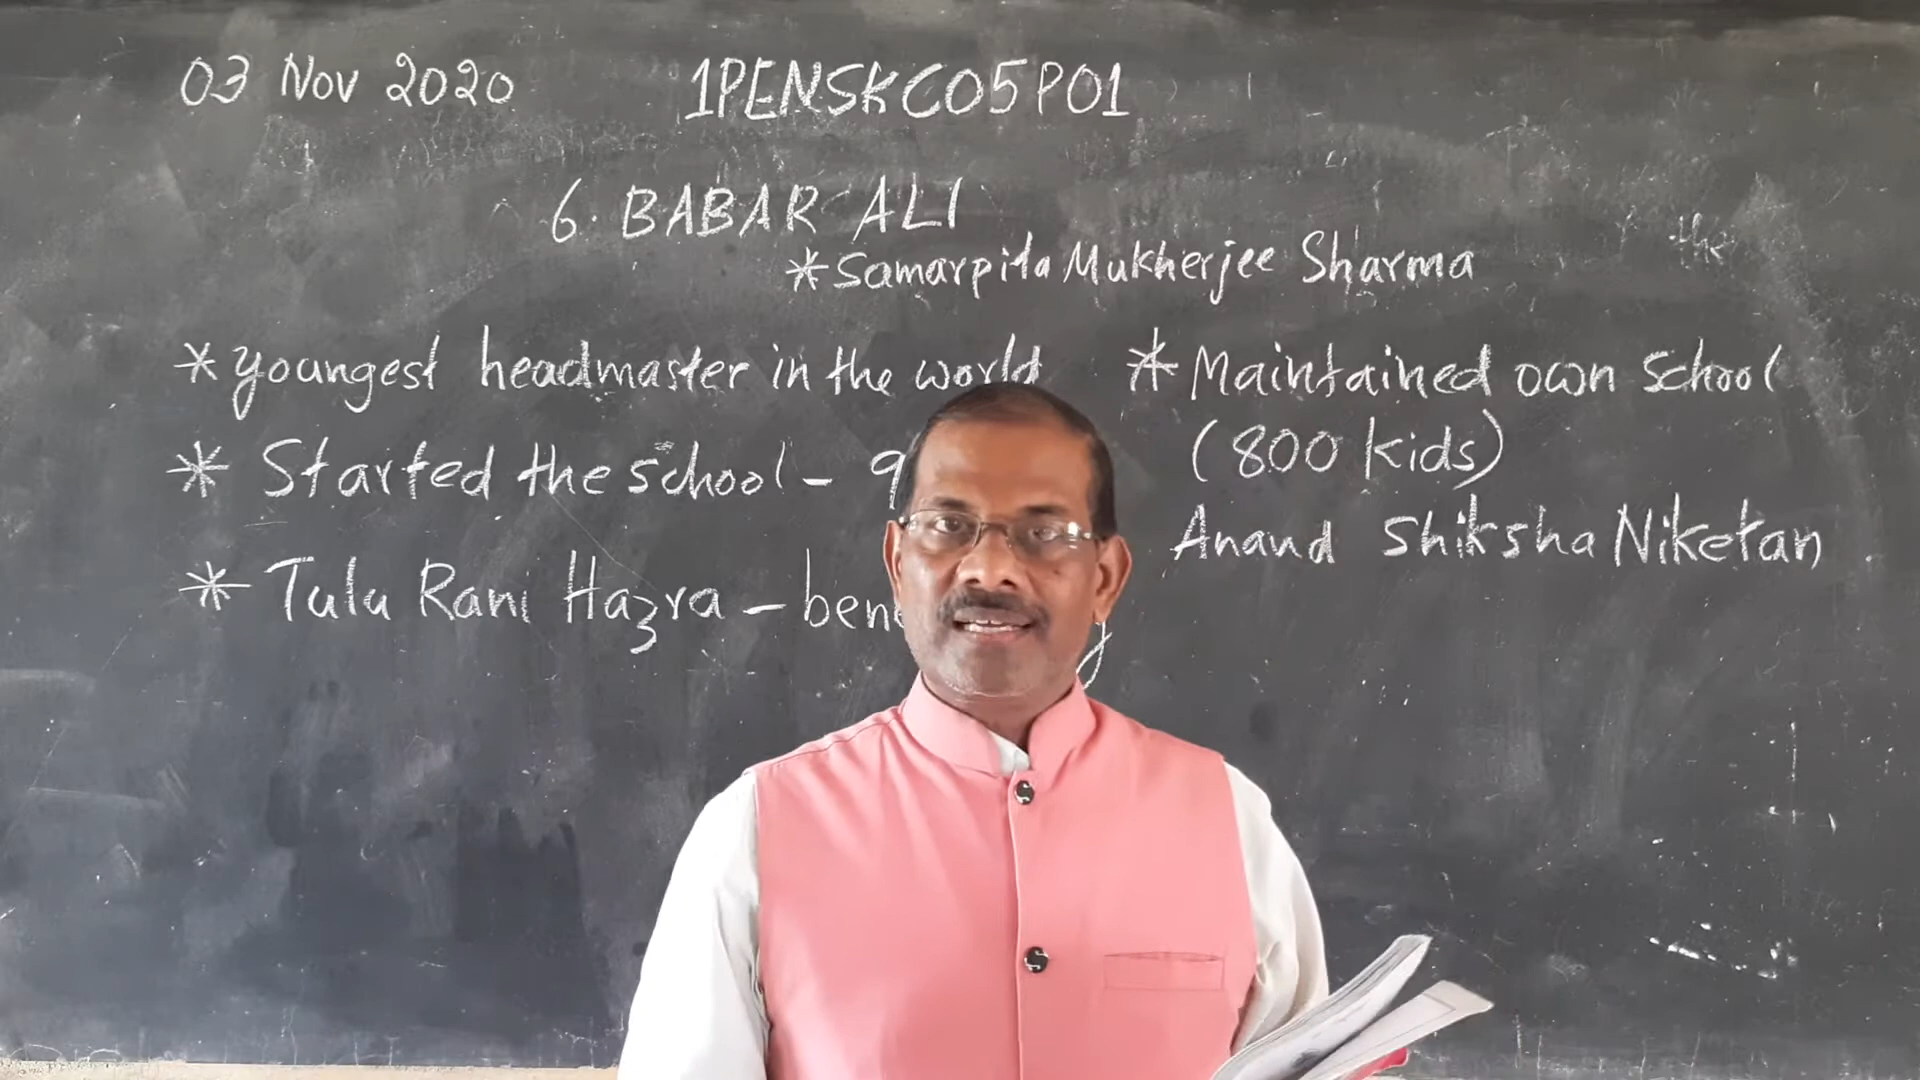 03 Nov 2020 1PENSKC05P01
6. BABAR ALI
* Samarpita Mukherjee Sharma
the
* youngest headmaster in the world
* Started the school - 9
* Tulu Rani Hazra -
* Maintained own school
(800 kids)
Anand Shiksha Niketan